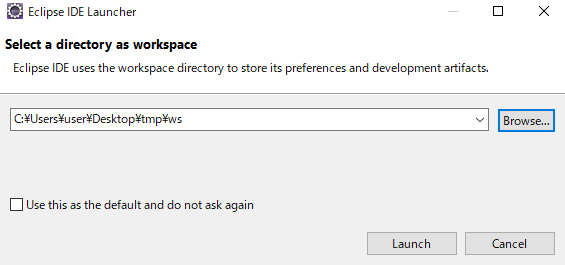 Eclipse IDE Launcher
Select a directory as workspace
Eclipse IDE uses the workspace directory to store its preferences and development artifacts.
C:¥Users¥user¥Desktop¥tmp¥ws
Browse...
Use this as the default and do not ask again
Launch
Cancel